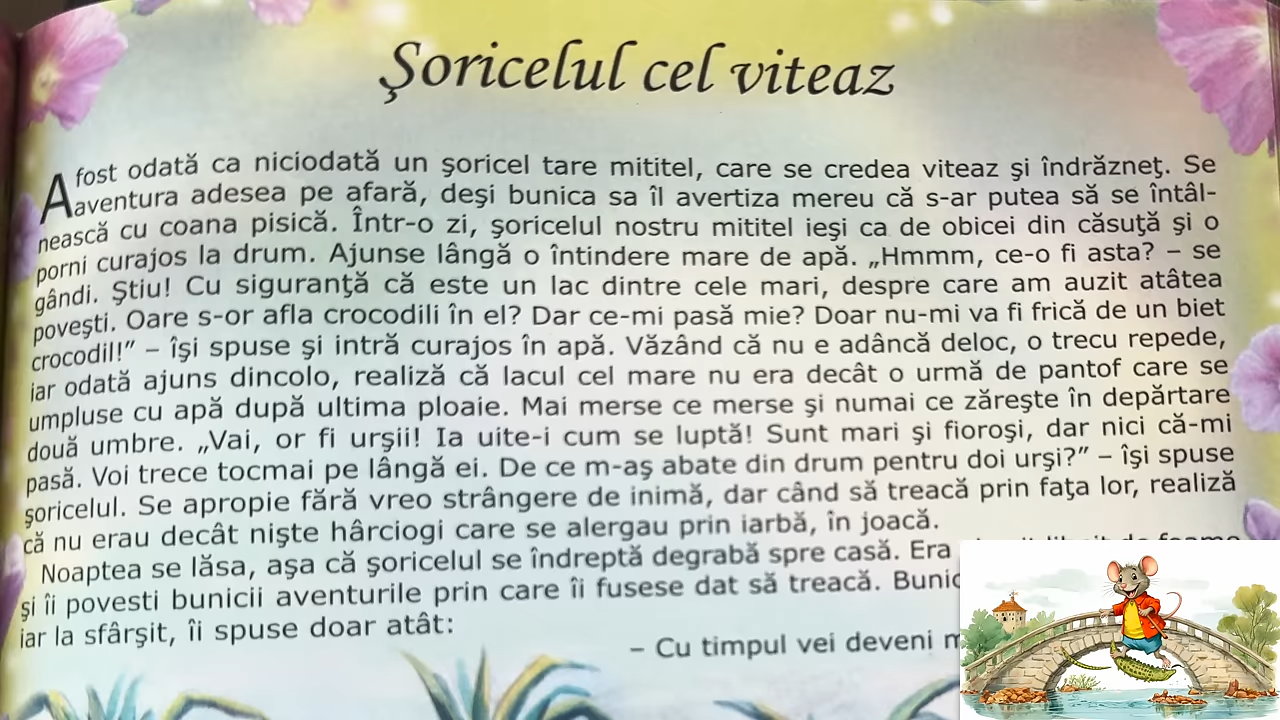 Şoricelul cel viteaz
A fost odată ca niciodată un şoricel tare mititel, care se credea viteaz şi îndrăzneţ. Se
aventura adesea pe afară, deşi bunica sa îl avertiza mereu că s-ar putea să se întâl-
nească cu coana pisică. Într-o zi, şoricelul nostru mititel ieşi ca de obicei din căsuţă şi o
porni curajos la drum. Ajunse lângă o întindere mare de apă. „Hmmm, ce-o fi asta? – se
gândi. Ştiu! Cu siguranţă că este un lac dintre cele mari, despre care am auzit atâtea
poveşti. Oare s-or afla crocodili în el? Dar ce-mi pasă mie? Doar nu-mi va fi frică de un biet
crocodil!” – îşi spuse şi intră curajos în apă. Văzând că nu e adâncă deloc, o trecu repede,
iar odată ajuns dincolo, realiză că lacul cel mare nu era decât o urmă de pantof care se
umpluse cu apă după ultima ploaie. Mai merse ce merse şi numai ce zăreşte în depărtare
două umbre. „Vai, or fi urşii! Ia uite-i cum se luptă! Sunt mari şi fioroşi, dar nici că-mi
pasă. Voi trece tocmai pe lângă ei. De ce m-aş abate din drum pentru doi urşi?” – îşi spuse
şoricelul. Se apropie fără vreo strângere de inimă, dar când să treacă prin faţa lor, realiză
că nu erau decât nişte hârciogi care se alergau prin iarbă, în joacă.
Noaptea se lăsa, aşa că şoricelul se îndreptă degrabă spre casă. Era
şi îi povesti bunicii aventurile prin care îi fusese dat să treacă.
iar la sfârşit, îi spuse doar atât:
– Cu timpul vei deveni